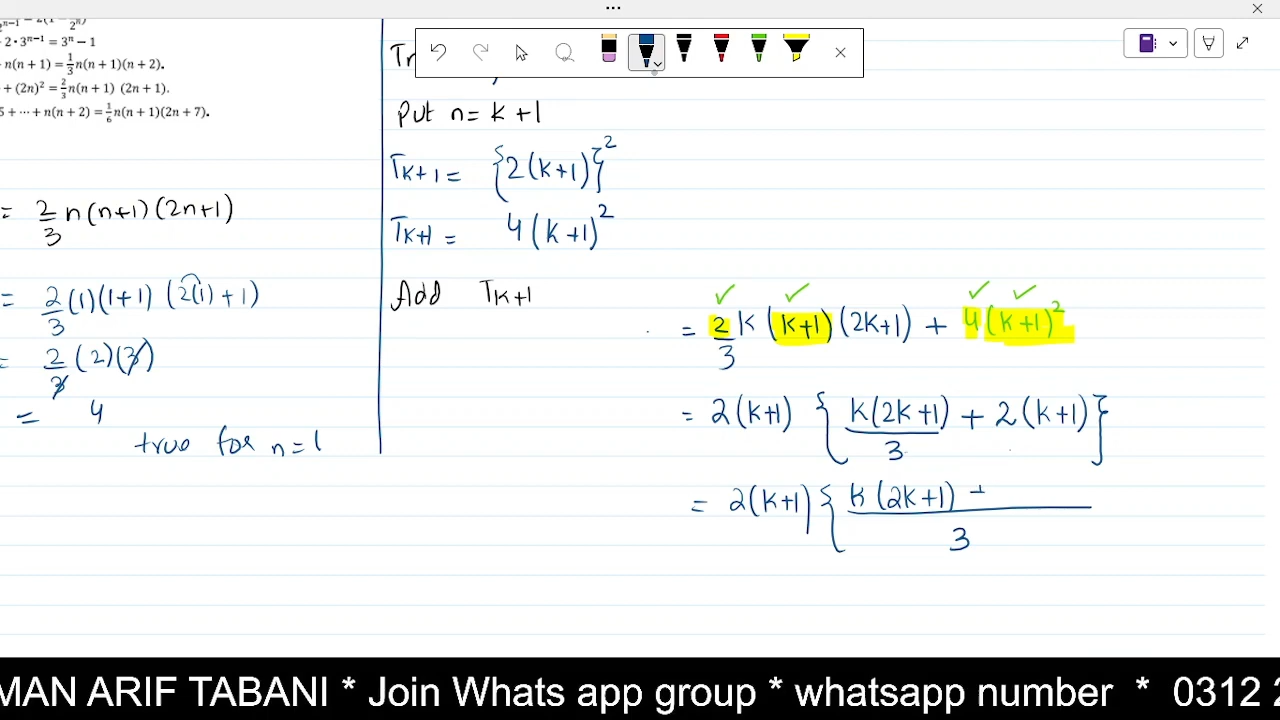 2 · 3ⁿ⁻¹ = 3ⁿ − 1
n(n + 1) = 1/3 n(n + 1)(n + 2).
+ (2n)² = 2/3 n(n + 1) (2n + 1).
5 + ⋯ + n(n + 2) = 1/6 n(n + 1)(2n + 7).
= 2/3 n(n+1)(2n+1)
= 2/3 (1)(1+1) (2(1)+1)
= 2/3 (2)(3)
= 4
true for n=1
Put n= k+1
Tk+1 = {2(k+1)}²
Tk+1 = 4(k+1)²
Add Tk+1
= 2/3 k(k+1)(2k+1) + 4(k+1)²
= 2(k+1) { k(2k+1)/3 + 2(k+1)}
= 2(k+1) { k(2k+1) + / 3
MAN ARIF TABANI * Join Whats app group * whatsapp number * 0312